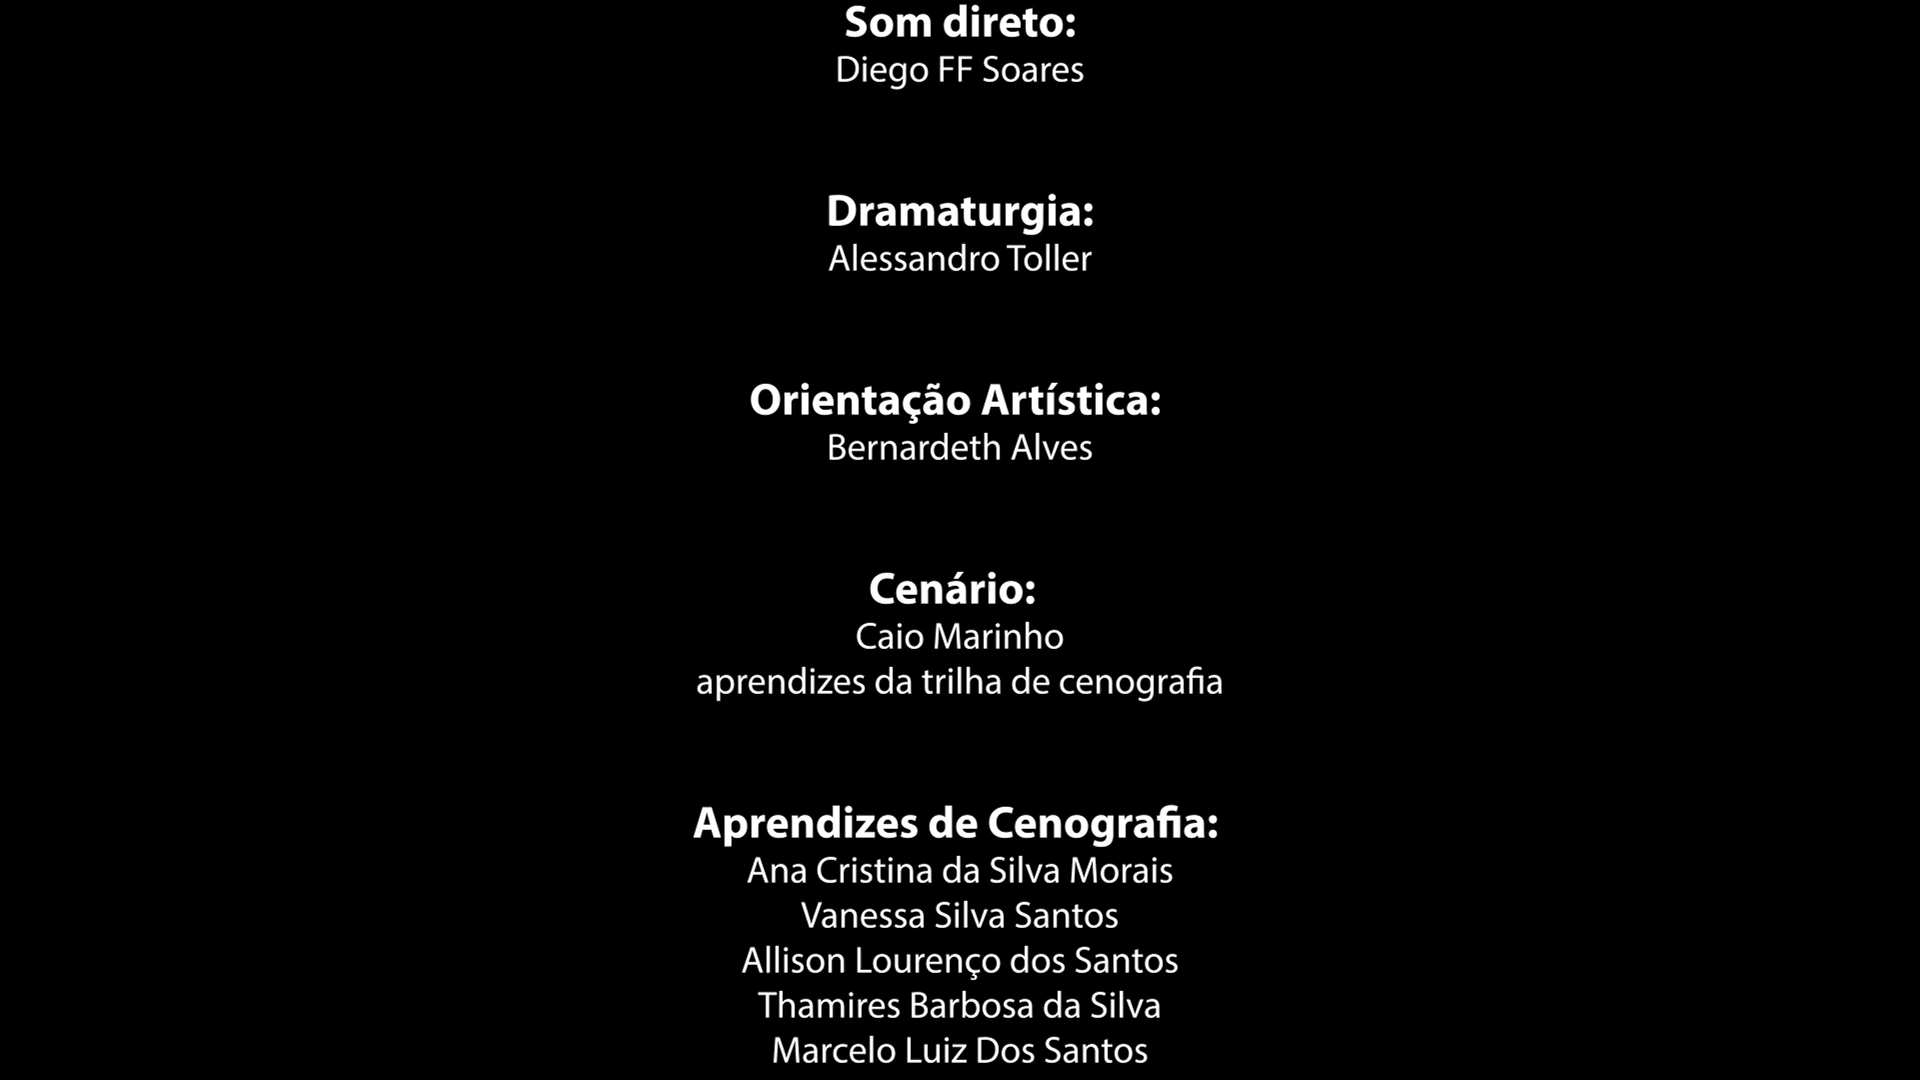 Som direto:
Diego FF Soares
Dramaturgia:
Alessandro Toller
Orientação Artística:
Bernardeth Alves
Cenário:
Caio Marinho
aprendizes da trilha de cenografia
Aprendizes de Cenografia:
Ana Cristina da Silva Morais
Vanessa Silva Santos
Allison Lourenço dos Santos
Thamires Barbosa da Silva
Marcelo Luiz Dos Santos